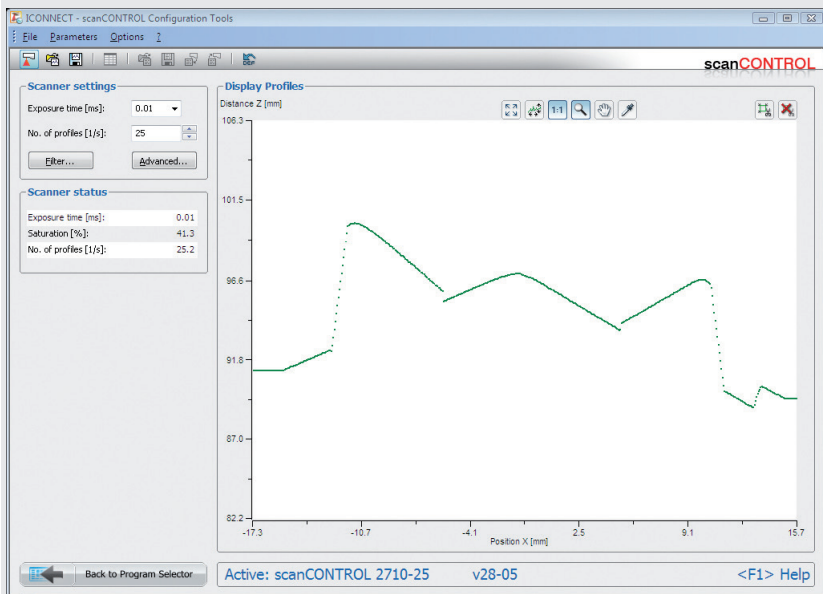 ICONNECT - scanCONTROL Configuration Tools
File Parameters Options ?
DEF
scanCONTROL
Scanner settings
Exposure time [ms]: 0.01
No. of profiles [1/s]: 25
Filter... Advanced...
Scanner status
Exposure time [ms]: 0.01
Saturation [%]: 41.3
No. of profiles [1/s]: 25.2
Display Profiles
Distance Z [mm]
1:1
106.3
101.5
96.6
91.8
87.0
82.2
-17.3 -10.7 -4.1 2.5 9.1 15.7
Position X [mm]
Back to Program Selector
Active: scanCONTROL 2710-25 v28-05 <F1> Help